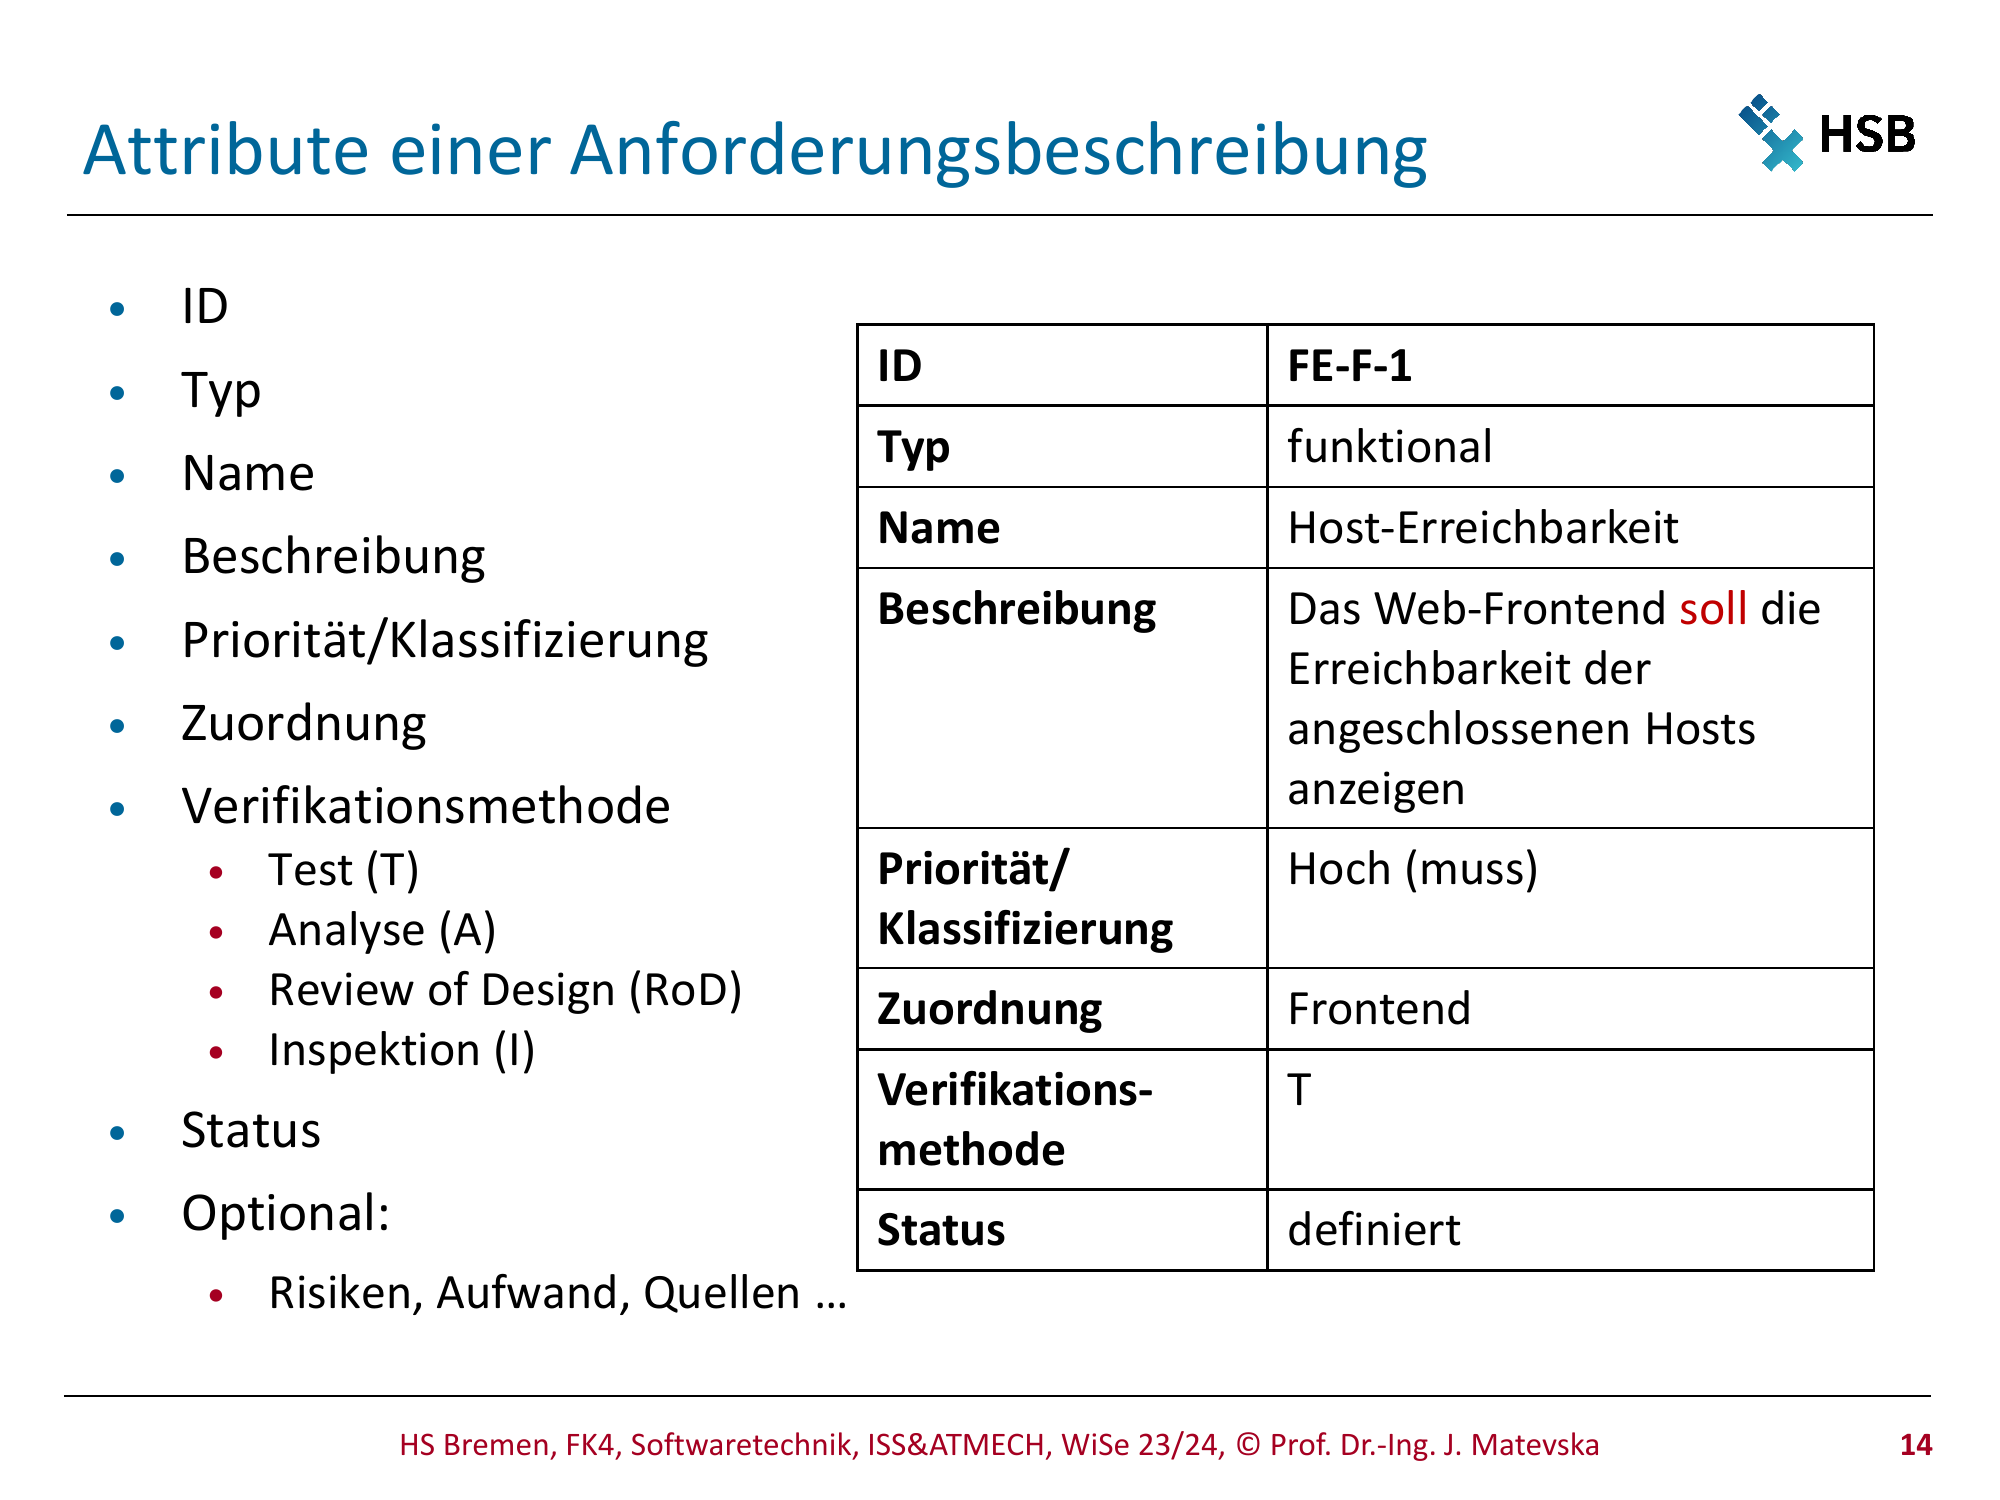 Attribute einer Anforderungsbeschreibung
HSB
• ID
• Typ
• Name
• Beschreibung
• Priorität/Klassifizierung
• Zuordnung
• Verifikationsmethode
• Test (T)
• Analyse (A)
• Review of Design (RoD)
• Inspektion (I)
• Status
• Optional:
• Risiken, Aufwand, Quellen ...
ID FE-F-1
Typ funktional
Name Host-Erreichbarkeit
Beschreibung Das Web-Frontend soll die
Erreichbarkeit der
angeschlossenen Hosts
anzeigen
Priorität/ Hoch (muss)
Klassifizierung
Zuordnung Frontend
Verifikations- T
methode
Status definiert
HS Bremen, FK4, Softwaretechnik, ISS&ATMECH, WiSe 23/24, © Prof. Dr.-Ing. J. Matevska
14